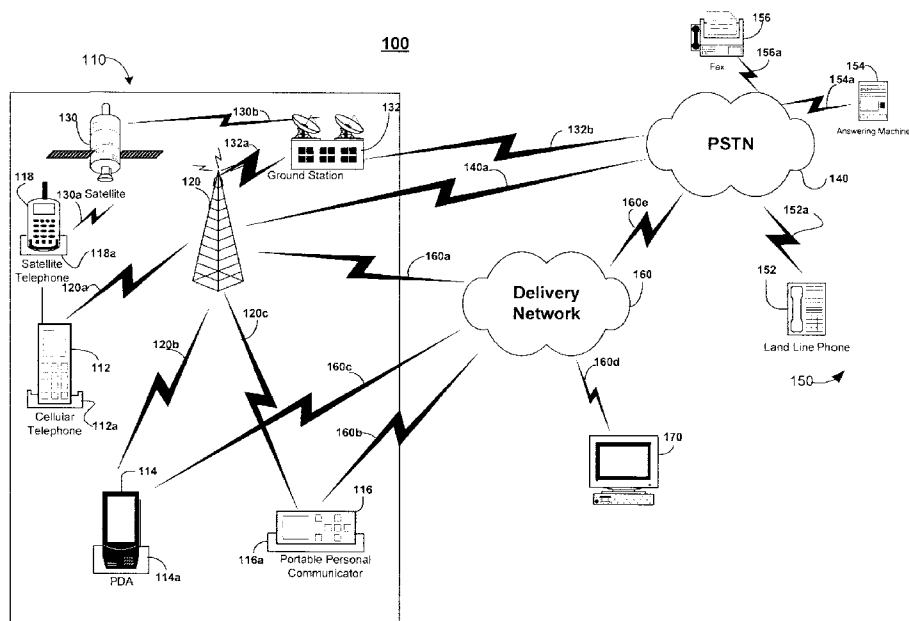 100
110
156
156a
Fax
154
154a
Answering Machine
130
130b
132
132a
132b
Ground Station
PSTN
140
118
130a
Satellite
120
140a
118a
Satellite
Telephone
160e
152a
120a
160a
Delivery
Network
160
152
Land Line Phone
120c
120b
160c
160d
150
112
Cellular
Telephone
112a
160b
170
114
116
116a
Portable Personal
Communicator
114a
PDA